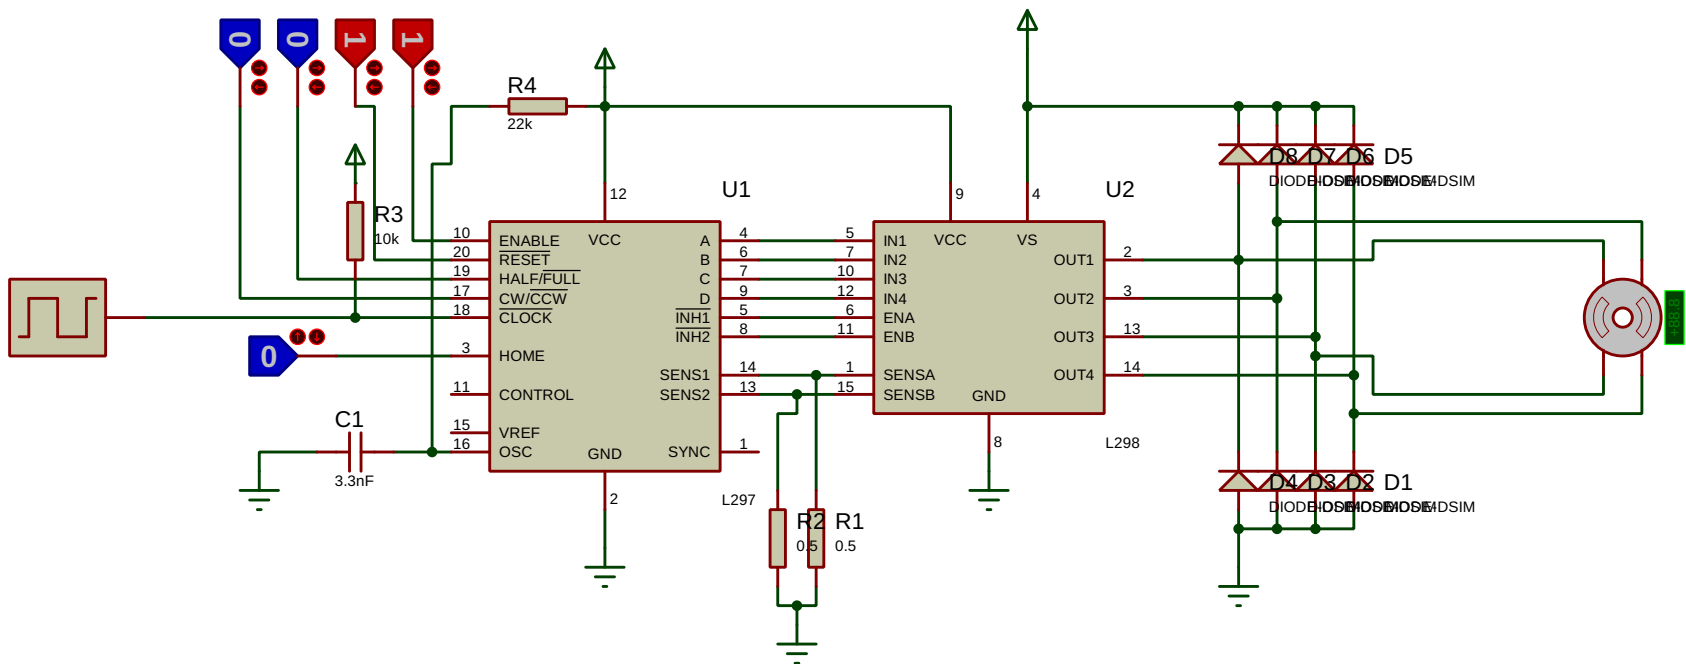 0
0
1
1
R4
22k
R3
10k
U1
12
VCC
10
ENABLE
20
RESET
19
HALF/FULL
17
CW/CCW
18
CLOCK
3
HOME
11
CONTROL
15
VREF
16
OSC
A
4
B
6
C
7
D
9
INH1
5
INH2
8
SENS1
14
SENS2
13
SYNC
1
GND
2
L297
0
C1
3.3nF
U2
9
VCC
4
VS
5
IN1
7
IN2
10
IN3
12
IN4
6
ENA
11
ENB
1
SENSA
15
SENSB
OUT1
2
OUT2
3
OUT3
13
OUT4
14
GND
8
L298
R2
0.5
R1
0.5
D8
D7
D6
D5
D4
D3
D2
D1
+88.8